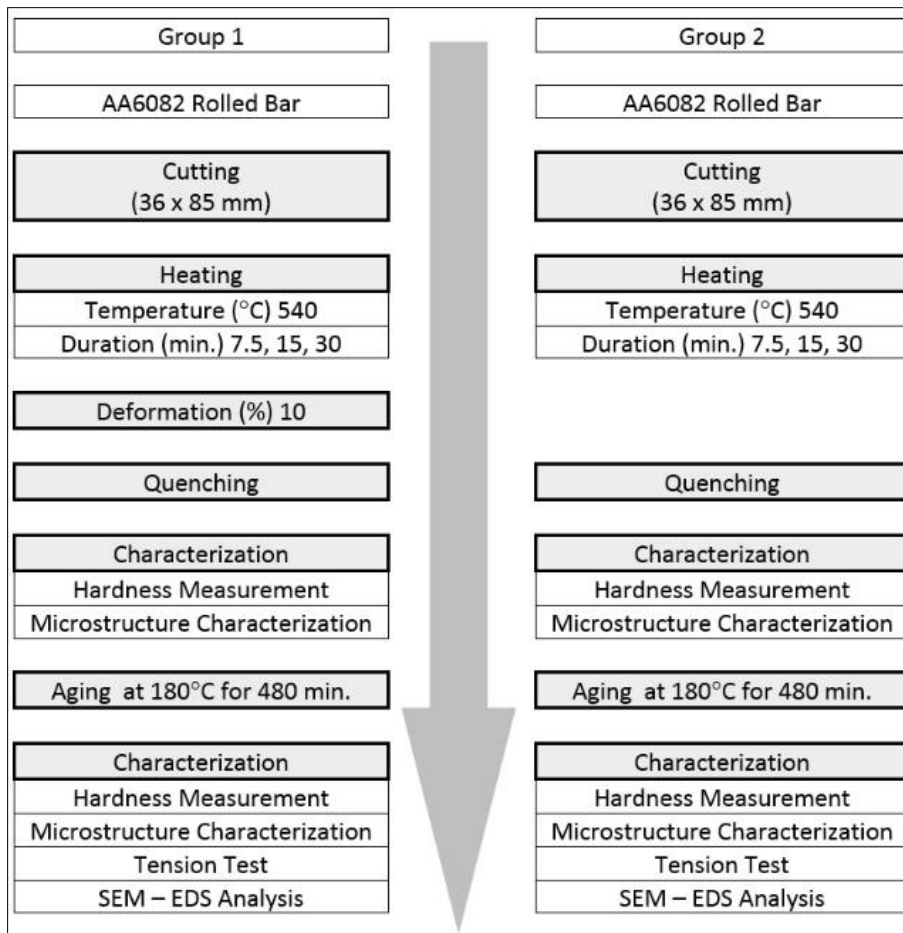 Group 1
AA6082 Rolled Bar
Cutting
(36 x 85 mm)
Heating
Temperature (°C) 540
Duration (min.) 7.5, 15, 30
Deformation (%) 10
Quenching
Characterization
Hardness Measurement
Microstructure Characterization
Aging at 180°C for 480 min.
Characterization
Hardness Measurement
Microstructure Characterization
Tension Test
SEM – EDS Analysis
Group 2
AA6082 Rolled Bar
Cutting
(36 x 85 mm)
Heating
Temperature (°C) 540
Duration (min.) 7.5, 15, 30
Quenching
Characterization
Hardness Measurement
Microstructure Characterization
Aging at 180°C for 480 min.
Characterization
Hardness Measurement
Microstructure Characterization
Tension Test
SEM – EDS Analysis